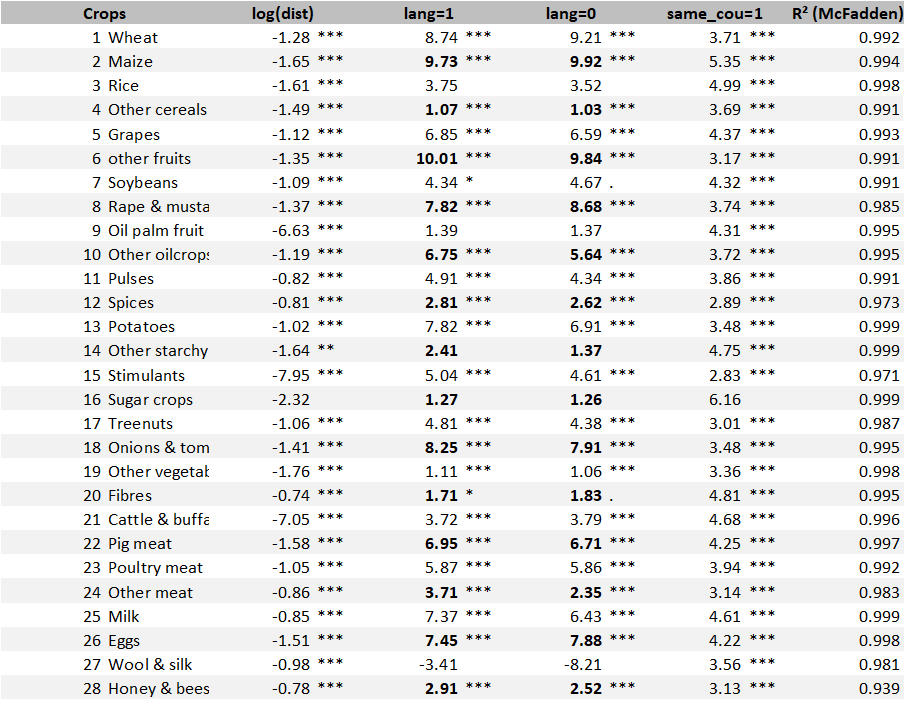 Crops log(dist) lang=1 lang=0 same_cou=1 R² (McFadden)
1 Wheat -1.28 *** 8.74 *** 9.21 *** 3.71 *** 0.992
2 Maize -1.65 *** 9.73 *** 9.92 *** 5.35 *** 0.994
3 Rice -1.61 *** 3.75 3.52 4.99 *** 0.998
4 Other cereals -1.49 *** 1.07 *** 1.03 *** 3.69 *** 0.991
5 Grapes -1.12 *** 6.85 *** 6.59 *** 4.37 *** 0.993
6 other fruits -1.35 *** 10.01 *** 9.84 *** 3.17 *** 0.991
7 Soybeans -1.09 *** 4.34 * 4.67 . 4.32 *** 0.991
8 Rape & musta -1.37 *** 7.82 *** 8.68 *** 3.74 *** 0.985
9 Oil palm fruit -6.63 *** 1.39 1.37 4.31 *** 0.995
10 Other oilcrops -1.19 *** 6.75 *** 5.64 *** 3.72 *** 0.995
11 Pulses -0.82 *** 4.91 *** 4.34 *** 3.86 *** 0.991
12 Spices -0.81 *** 2.81 *** 2.62 *** 2.89 *** 0.973
13 Potatoes -1.02 *** 7.82 *** 6.91 *** 3.48 *** 0.999
14 Other starchy -1.64 ** 2.41 1.37 4.75 *** 0.999
15 Stimulants -7.95 *** 5.04 *** 4.61 *** 2.83 *** 0.971
16 Sugar crops -2.32 1.27 1.26 6.16 0.999
17 Treenuts -1.06 *** 4.81 *** 4.38 *** 3.01 *** 0.987
18 Onions & tom -1.41 *** 8.25 *** 7.91 *** 3.48 *** 0.995
19 Other vegetab -1.76 *** 1.11 *** 1.06 *** 3.36 *** 0.998
20 Fibres -0.74 *** 1.71 * 1.83 . 4.81 *** 0.995
21 Cattle & buffa -7.05 *** 3.72 *** 3.79 *** 4.68 *** 0.996
22 Pig meat -1.58 *** 6.95 *** 6.71 *** 4.25 *** 0.997
23 Poultry meat -1.05 *** 5.87 *** 5.86 *** 3.94 *** 0.992
24 Other meat -0.86 *** 3.71 *** 2.35 *** 3.14 *** 0.983
25 Milk -0.85 *** 7.37 *** 6.43 *** 4.61 *** 0.999
26 Eggs -1.51 *** 7.45 *** 7.88 *** 4.22 *** 0.998
27 Wool & silk -0.98 *** -3.41 -8.21 3.56 *** 0.981
28 Honey & bees -0.78 *** 2.91 *** 2.52 *** 3.13 *** 0.939